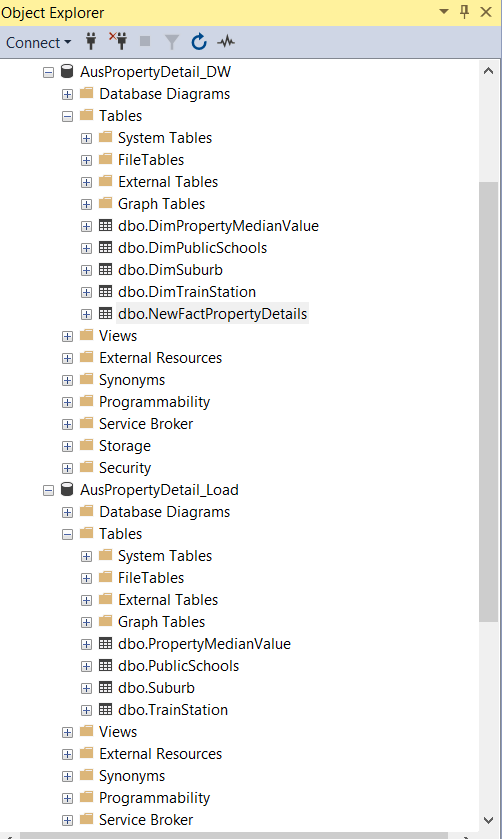 Object Explorer
Connect
AusPropertyDetail_DW
Database Diagrams
Tables
System Tables
FileTables
External Tables
Graph Tables
dbo.DimPropertyMedianValue
dbo.DimPublicSchools
dbo.DimSuburb
dbo.DimTrainStation
dbo.NewFactPropertyDetails
Views
External Resources
Synonyms
Programmability
Service Broker
Storage
Security
AusPropertyDetail_Load
Database Diagrams
Tables
System Tables
FileTables
External Tables
Graph Tables
dbo.PropertyMedianValue
dbo.PublicSchools
dbo.Suburb
dbo.TrainStation
Views
External Resources
Synonyms
Programmability
Service Broker